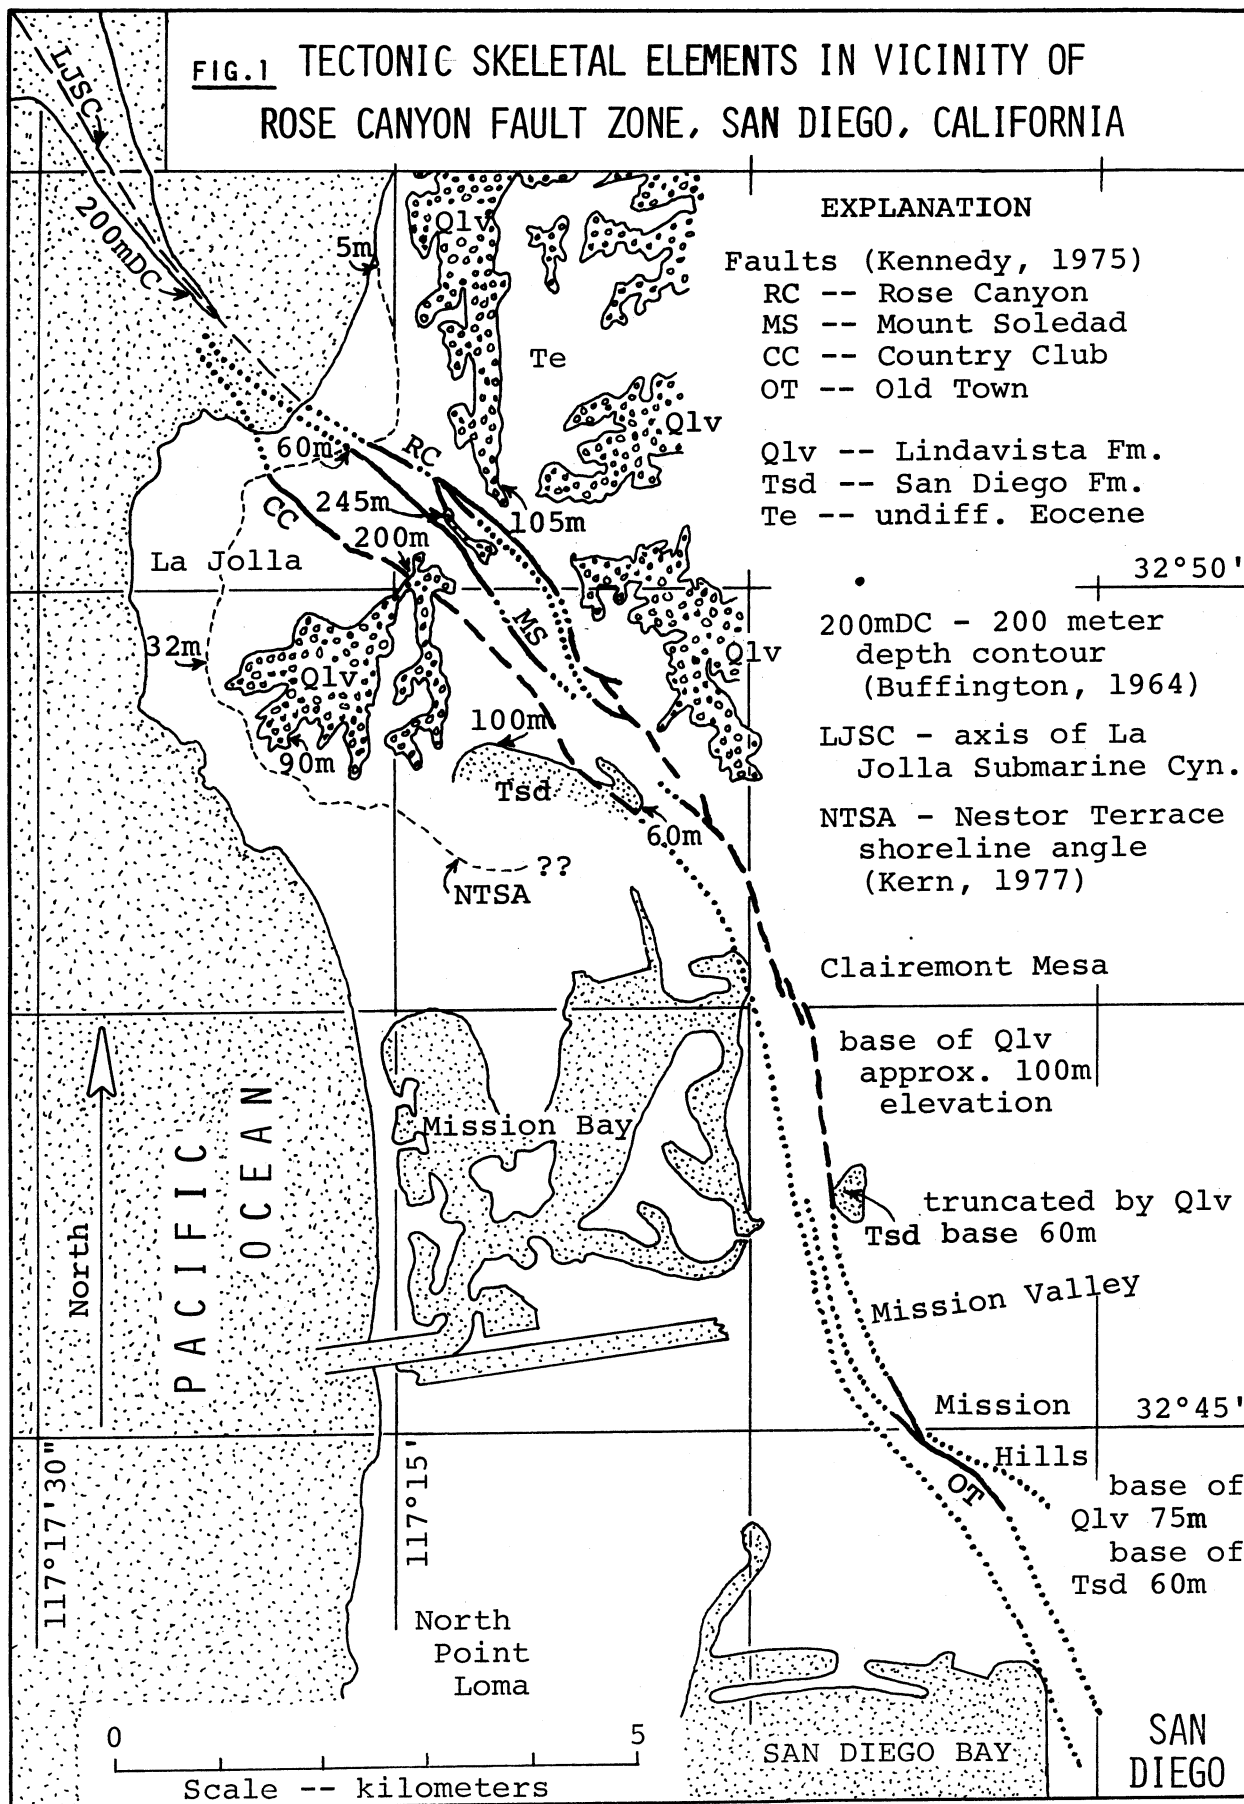 FIG.1 TECTONIC SKELETAL ELEMENTS IN VICINITY OF
ROSE CANYON FAULT ZONE, SAN DIEGO, CALIFORNIA
LJSC
200mDC
5m
Qlv
Te
Qlv
EXPLANATION
Faults (Kennedy, 1975)
RC -- Rose Canyon
MS -- Mount Soledad
CC -- Country Club
OT -- Old Town
Qlv -- Lindavista Fm.
Tsd -- San Diego Fm.
Te -- undiff. Eocene
60m
RC
245m
CC
105m
200m
La Jolla
32°50'
MS
32m
Qlv
Qlv
200mDC - 200 meter
depth contour
(Buffington, 1964)
LJSC - axis of La
Jolla Submarine Cyn.
NTSA - Nestor Terrace
shoreline angle
(Kern, 1977)
100m
90m
Tsd
60m
??
NTSA
Clairemont Mesa
base of Qlv
approx. 100m
elevation
Mission Bay
PACIFIC
OCEAN
North
truncated by Qlv
Tsd base 60m
Mission Valley
Mission
32°45'
Hills
OT
base of
Qlv 75m
base of
Tsd 60m
117°17'30"
117°15'
North
Point
Loma
0 5
Scale -- kilometers
SAN DIEGO BAY
SAN
DIEGO